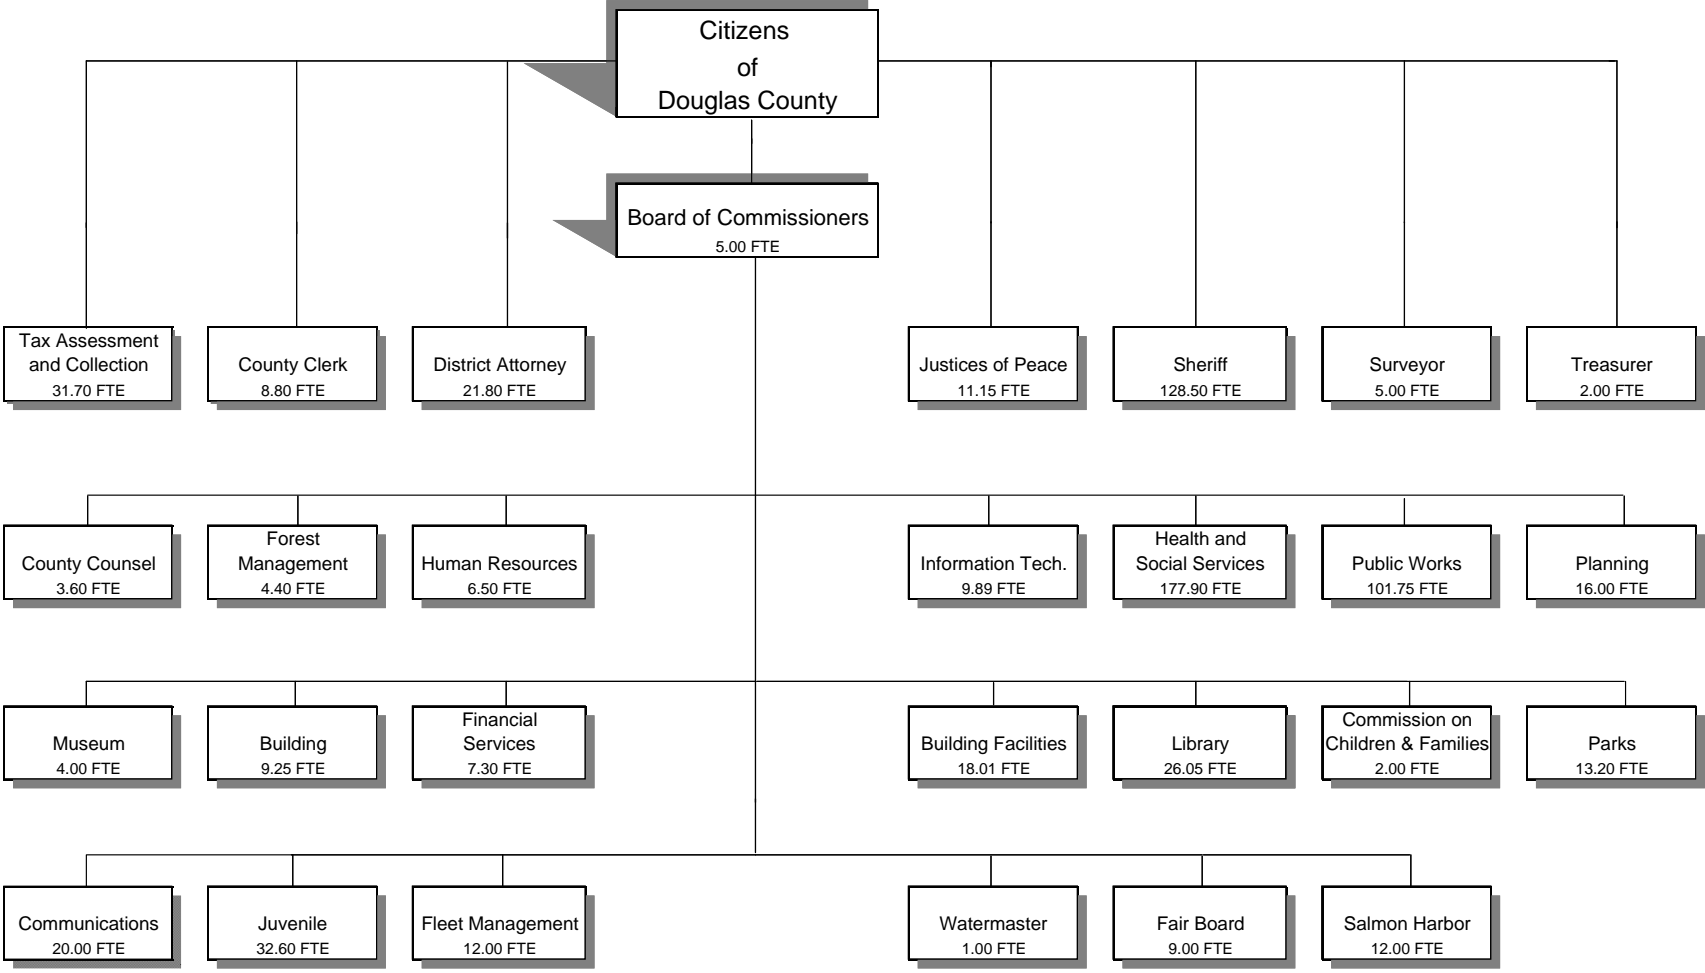 Citizens
of
Douglas County
Board of Commissioners
5.00 FTE
Tax Assessment
and Collection
31.70 FTE
County Clerk
8.80 FTE
District Attorney
21.80 FTE
Justices of Peace
11.15 FTE
Sheriff
128.50 FTE
Surveyor
5.00 FTE
Treasurer
2.00 FTE
County Counsel
3.60 FTE
Forest
Management
4.40 FTE
Human Resources
6.50 FTE
Information Tech.
9.89 FTE
Health and
Social Services
177.90 FTE
Public Works
101.75 FTE
Planning
16.00 FTE
Museum
4.00 FTE
Building
9.25 FTE
Financial
Services
7.30 FTE
Building Facilities
18.01 FTE
Library
26.05 FTE
Commission on
Children & Families
2.00 FTE
Parks
13.20 FTE
Communications
20.00 FTE
Juvenile
32.60 FTE
Fleet Management
12.00 FTE
Watermaster
1.00 FTE
Fair Board
9.00 FTE
Salmon Harbor
12.00 FTE